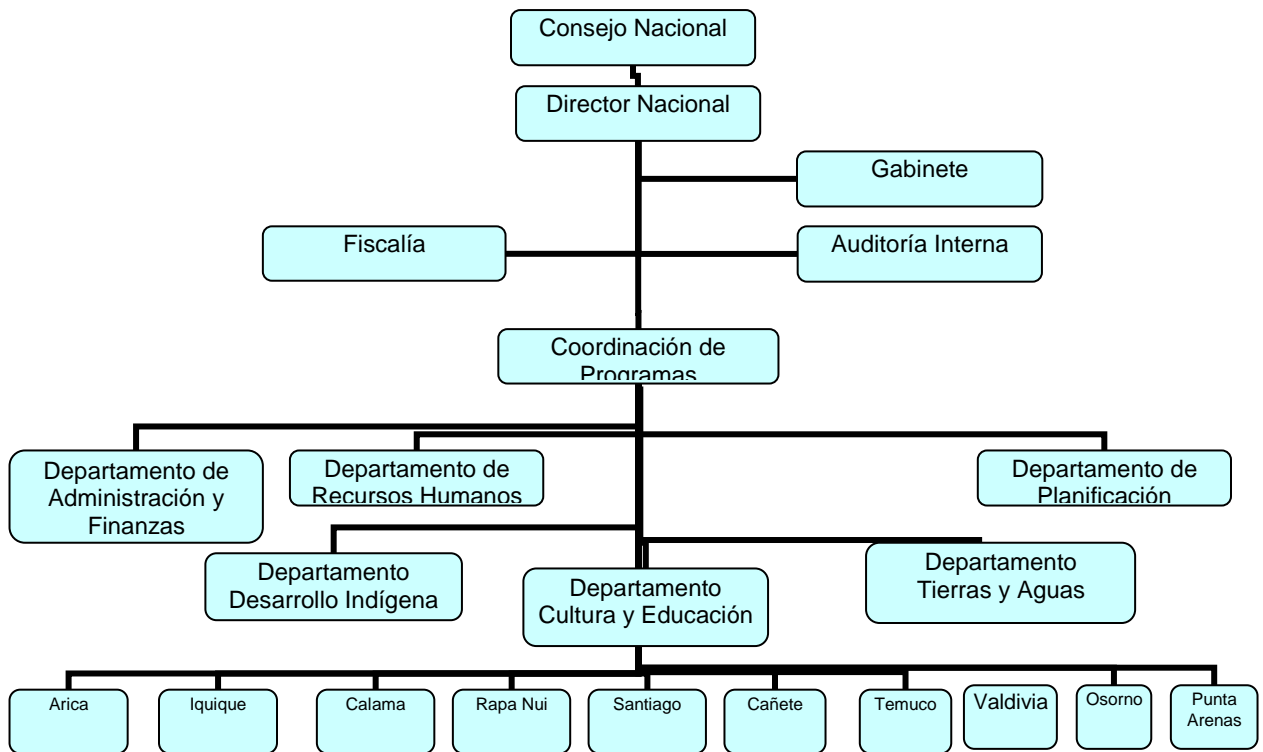 Consejo Nacional
Director Nacional
Gabinete
Fiscalía
Auditoría Interna
Coordinación de
Programas
Departamento de
Administración y
Finanzas
Departamento de
Recursos Humanos
Departamento de
Planificación
Departamento
Desarrollo Indígena
Departamento
Cultura y Educación
Departamento
Tierras y Aguas
Arica
Iquique
Calama
Rapa Nui
Santiago
Cañete
Temuco
Valdivia
Osorno
Punta
Arenas